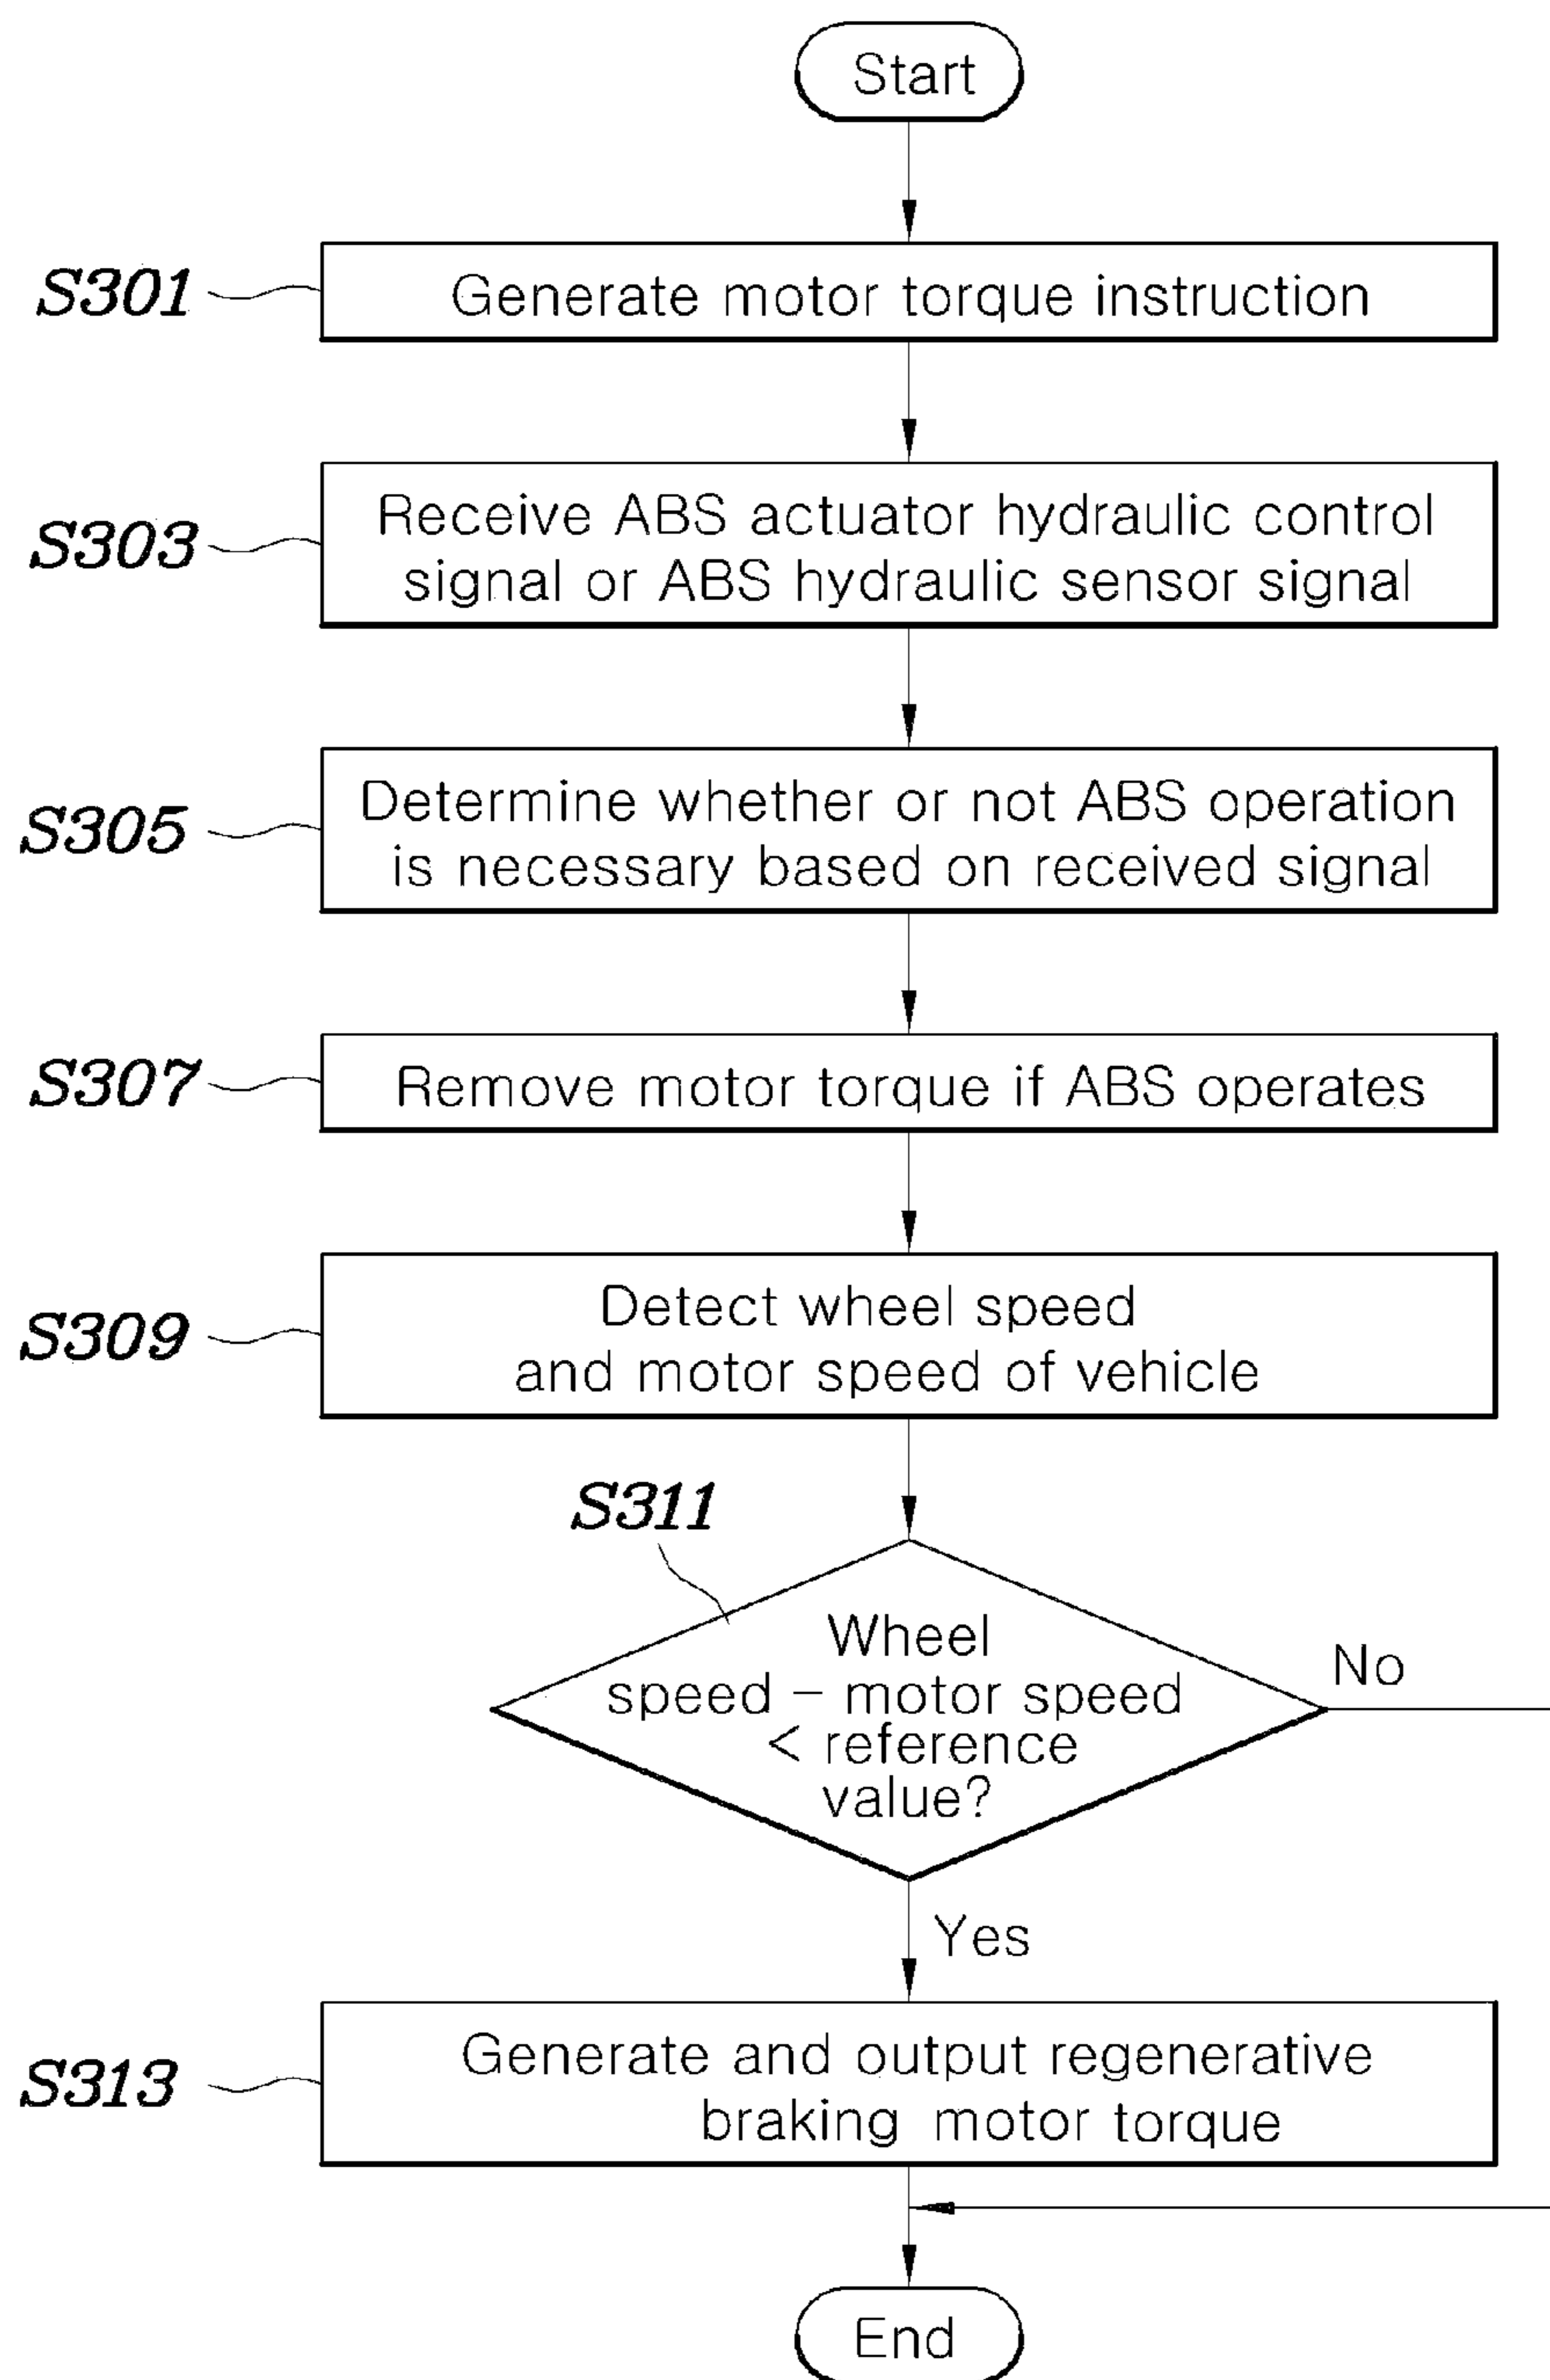 Start
S301
Generate motor torque instruction
S303
Receive ABS actuator hydraulic control
signal or ABS hydraulic sensor signal
S305
Determine whether or not ABS operation
is necessary based on received signal
S307
Remove motor torque if ABS operates
S309
Detect wheel speed
and motor speed of vehicle
S311
Wheel
speed – motor speed
< reference
value?
No
Yes
S313
Generate and output regenerative
braking motor torque
End